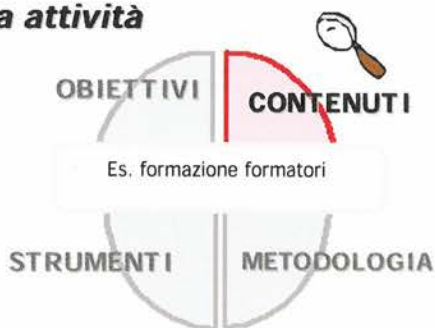 a attività
OBIETTIVI
CONTENUTI
Es. formazione formatori
STRUMENTI
METODOLOGIA